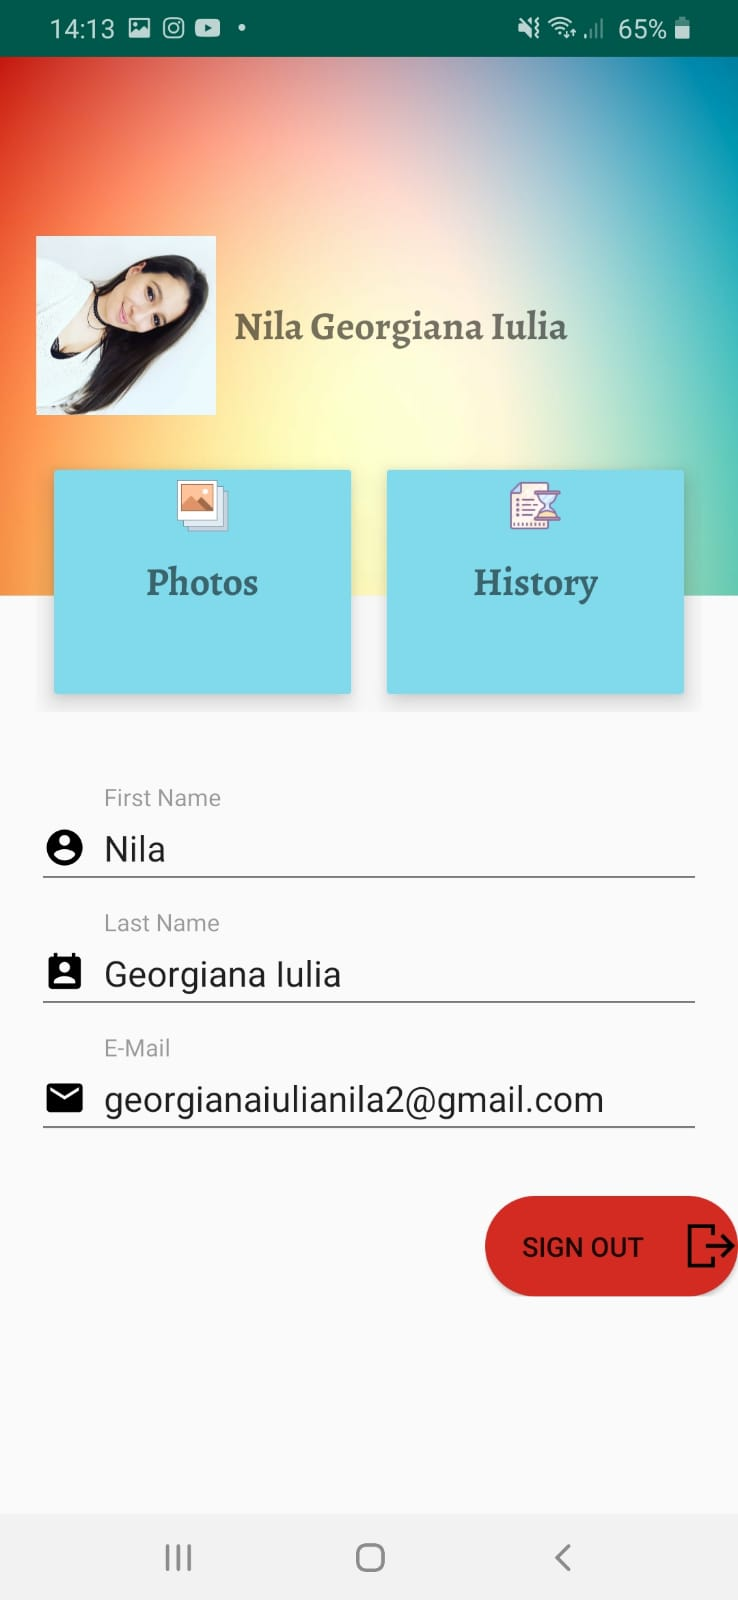 14:13 65%
Nila Georgiana Iulia
Photos History
First Name
Nila
Last Name
Georgiana Iulia
E-Mail
georgianaiulianila2@gmail.com
SIGN OUT